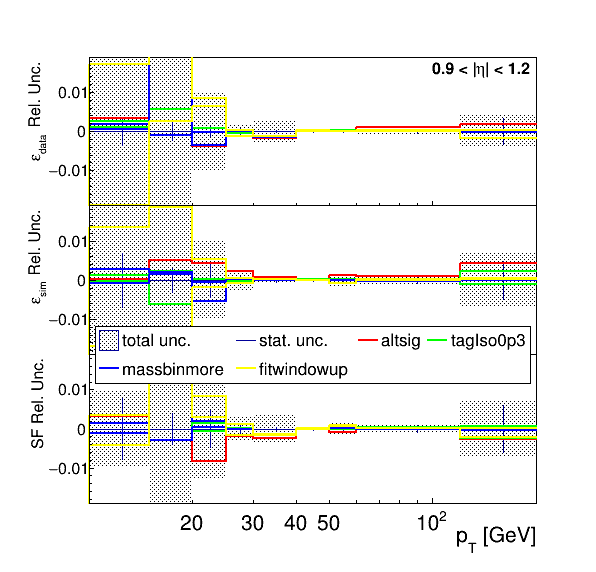 0.9 < |η| < 1.2
ε_data Rel. Unc.
0.01
0
−0.01
ε_sim Rel. Unc.
0.01
0
−0.01
total unc. stat. unc. altsig tagIso0p3
massbinmore fitwindowup
SF Rel. Unc.
0.01
0
−0.01
20 30 40 50 10²
p_T [GeV]